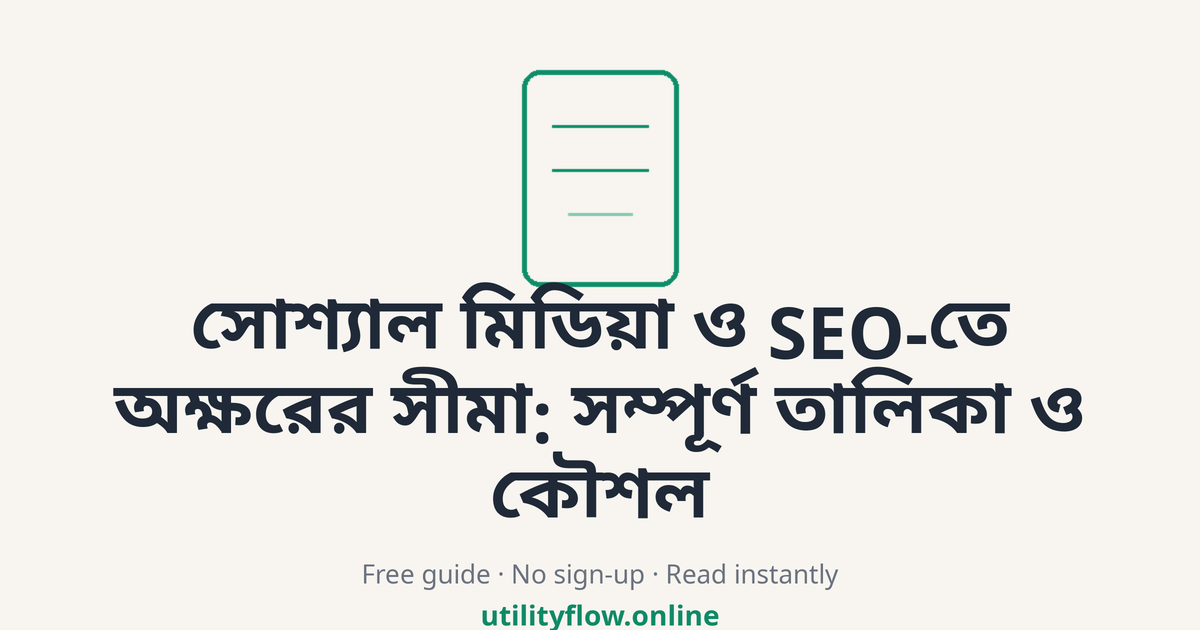 সোশ্যাল মিডিয়া ও SEO-তে
অক্ষরের সীমা: সম্পূর্ণ তালিকা ও
কৌশল
Free guide · No sign-up · Read instantly
utilityflow.online